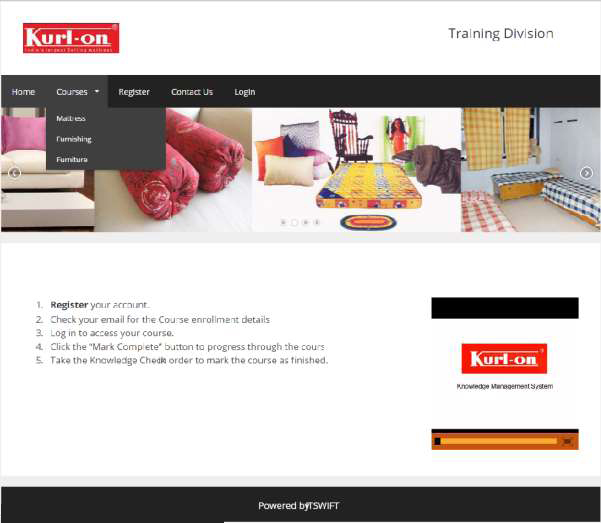 Kurl-on
India's largest Selling mattress
Training Division
Home Courses Register Contact Us Login
Mattress
Furnishing
Furniture
1. Register your account.
2. Check your email for the Course enrollment details
3. Log in to access your course.
4. Click the "Mark Complete" button to progress through the cours
5. Take the Knowledge Check order to mark the course as finished.
Kurl-on
Knowledge Management System
Powered by ITSWIFT